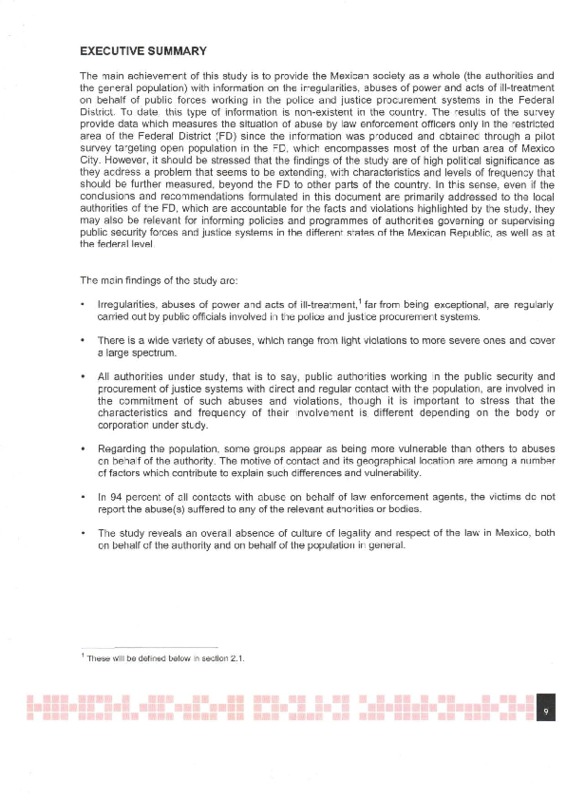 EXECUTIVE SUMMARY
The main achievement of this study is to provide the Mexican society as a whole (the authorities and
the general population) with information on the irregularities, abuses of power and acts of ill-treatment
on behalf of public forces working in the police and justice procurement systems in the Federal
District. To date, this type of information is non-existent in the country. The results of the survey
provide data which measures the situation of abuse by law enforcement officers only in the restricted
area of the Federal District (FD) since the information was produced and obtained through a pilot
survey targeting open population in the FD, which encompasses most of the urban area of Mexico
City. However, it should be stressed that the findings of the study are of high political significance as
they address a problem that seems to be extending, with characteristics and levels of frequency that
should be further measured, beyond the FD to other parts of the country. In this sense, even if the
conclusions and recommendations formulated in this document are primarily addressed to the local
authorities of the FD, which are accountable for the facts and violations highlighted by the study, they
may also be relevant for informing policies and programmes of authorities governing or supervising
public security forces and justice systems in the different states of the Mexican Republic, as well as at
the federal level.
The main findings of the study are:
• Irregularities, abuses of power and acts of ill-treatment,¹ far from being exceptional, are regularly
carried out by public officials involved in the police and justice procurement systems.
• There is a wide variety of abuses, which range from light violations to more severe ones and cover
a large spectrum.
• All authorities under study, that is to say, public authorities working in the public security and
procurement of justice systems with direct and regular contact with the population, are involved in
the commitment of such abuses and violations, though it is important to stress that the
characteristics and frequency of their involvement is different depending on the body or
corporation under study.
• Regarding the population, some groups appear as being more vulnerable than others to abuses
on behalf of the authority. The motive of contact and its geographical location are among a number
of factors which contribute to explain such differences and vulnerability.
• In 94 percent of all contacts with abuse on behalf of law enforcement agents, the victims do not
report the abuse(s) suffered to any of the relevant authorities or bodies.
• The study reveals an overall absence of culture of legality and respect of the law in Mexico, both
on behalf of the authority and on behalf of the population in general.
¹ These will be defined below in section 2.1.
9